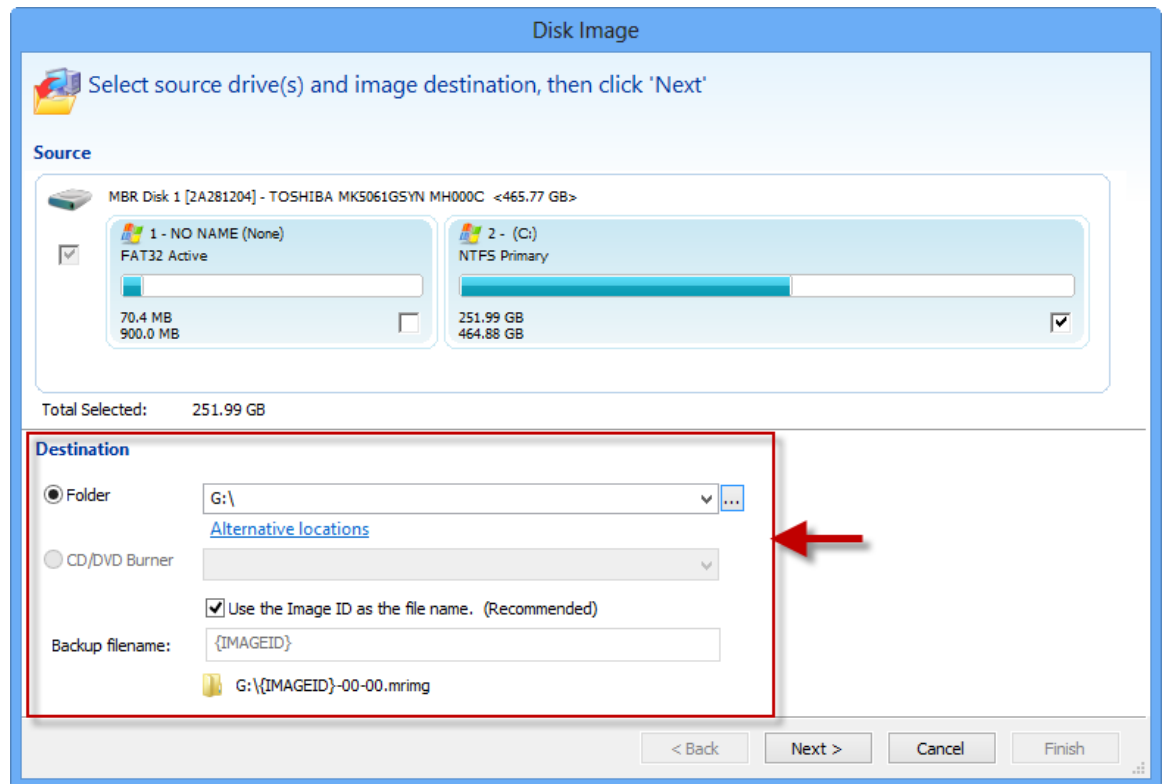 Disk Image
Select source drive(s) and image destination, then click 'Next'
Source
MBR Disk 1 [2A281204] - TOSHIBA MK5061GSYN MH000C <465.77 GB>
1 - NO NAME (None)
FAT32 Active
70.4 MB
900.0 MB
2 - (C:)
NTFS Primary
251.99 GB
464.88 GB
Total Selected: 251.99 GB
Destination
Folder G:\ ...
Alternative locations
CD/DVD Burner
Use the Image ID as the file name. (Recommended)
Backup filename: {IMAGEID}
G:\{IMAGEID}-00-00.mrimg
< Back Next > Cancel Finish